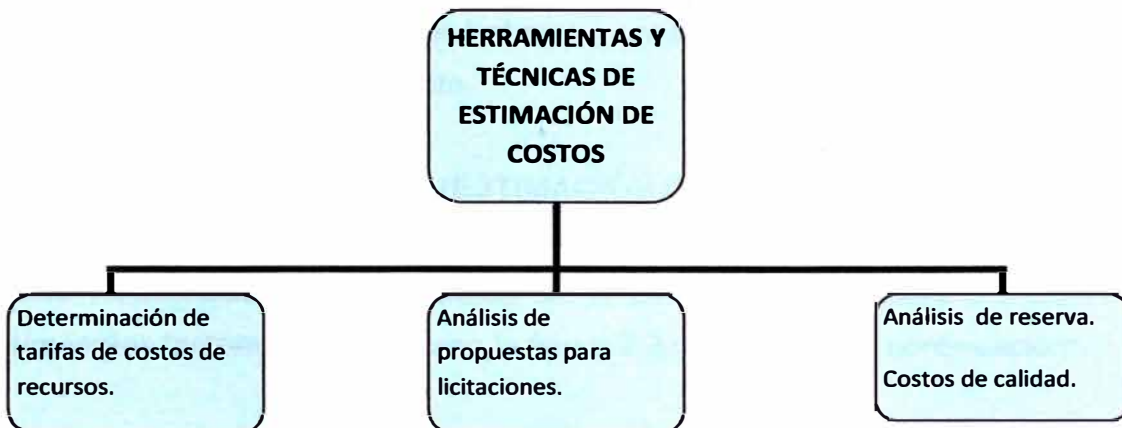 HERRAMIENTAS Y
TÉCNICAS DE
ESTIMACIÓN DE
COSTOS
Determinación de
tarifas de costos de
recursos.
Análisis de
propuestas para
licitaciones.
Análisis de reserva.
Costos de calidad.